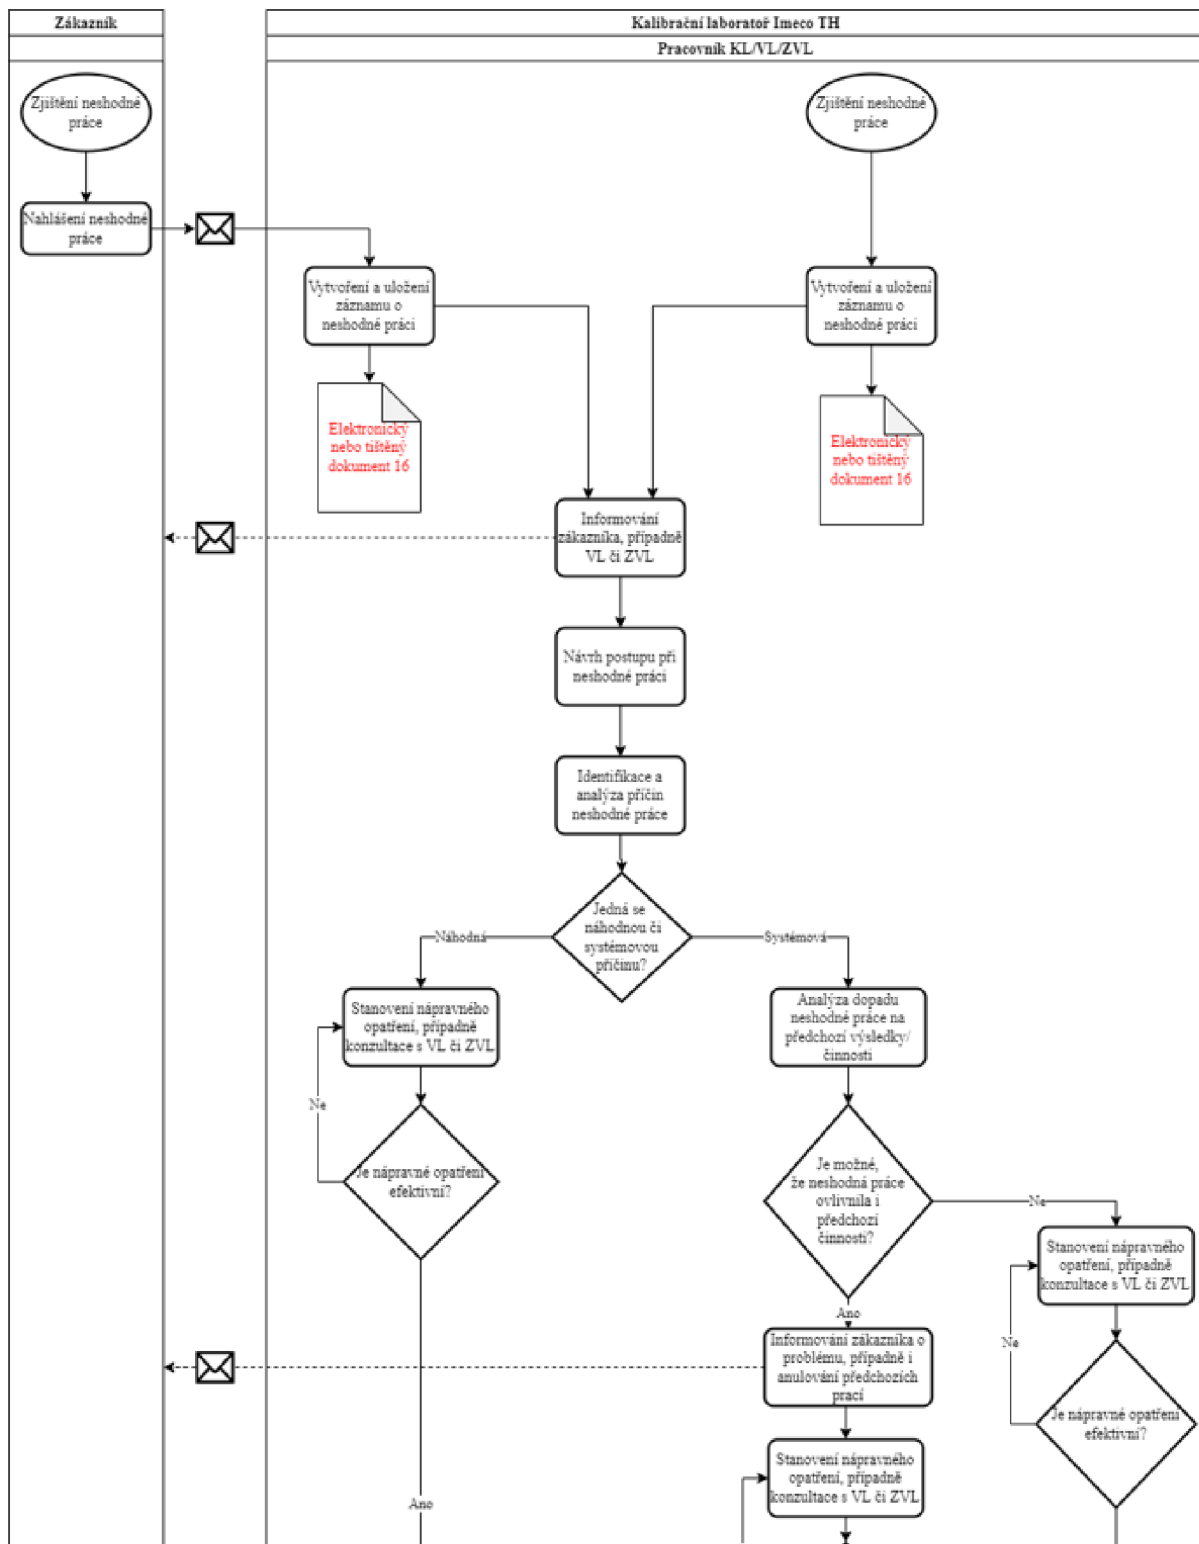 Zákazník
Kalibrační laboratoř Imeco TH
Pracovník KL/VL/ZVL
Zjištění neshodné
práce
Zjištění neshodné
práce
Nahlášení neshodné
práce
Vytvoření a uložení
záznamu o
neshodné práci
Vytvoření a uložení
záznamu o
neshodné práci
Elektronický
nebo tištěný
dokument 16
Elektronický
nebo tištěný
dokument 16
Informování
zákazníka, případně
VL či ZVL
Návrh postupu při
neshodné práci
Identifikace a
analýza příčin
neshodné práce
Jedná se
náhodnou či
systémovou
příčinu?
Náhodná
Systémová
Stanovení nápravného
opatření, případně
konzultace s VL či ZVL
Analýza dopadu
neshodné práce na
předchozí výsledky/
činnosti
Ne
Je nápravné opatření
efektivní?
Je možné,
že neshodná práce
ovlivnila i
předchozí
činnosti?
Ne
Stanovení nápravného
opatření, případně
konzultace s VL či ZVL
Ano
Informování zákazníka o
problému, případně i
anulování předchozích
prací
Ne
Je nápravné opatření
efektivní?
Stanovení nápravného
opatření, případně
konzultace s VL či ZVL
Ano